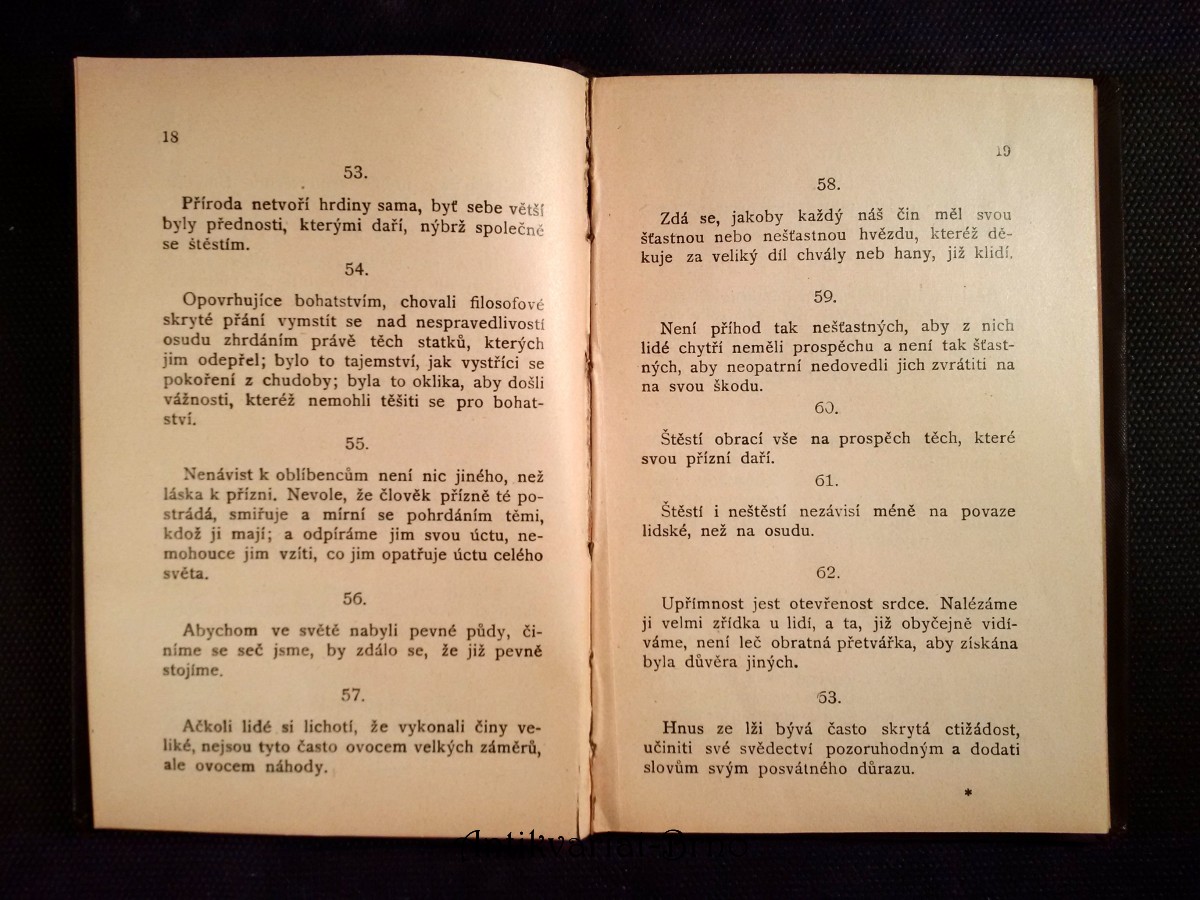 18
53.
Příroda netvoří hrdiny sama, byť sebe větší
byly přednosti, kterými daří, nýbrž společně
se štěstím.
54.
Opovrhujíce bohatstvím, chovali filosofové
skryté přání vymstít se nad nespravedlivostí
osudu zhrdáním právě těch statků, kterých
jim odepřel; bylo to tajemství, jak vystříci se
pokoření z chudoby; byla to oklika, aby došli
vážnosti, kteréž nemohli těšiti se pro bohat-
ství.
55.
Nenávist k oblíbencům není nic jiného, než
láska k přízni. Nevole, že člověk přízně té po-
strádá, smiřuje a mírní se pohrdáním těmi,
kdož ji mají; a odpíráme jim svou úctu, ne-
mohouce jim vzíti, co jim opatřuje úctu celého
světa.
56.
Abychom ve světě nabyli pevné půdy, či-
níme se seč jsme, by zdálo se, že již pevně
stojíme.
57.
Ačkoli lidé si lichotí, že vykonali činy ve-
liké, nejsou tyto často ovocem velkých záměrů,
ale ovocem náhody.
19
58.
Zdá se, jakoby každý náš čin měl svou
šťastnou nebo nešťastnou hvězdu, kteréž dě-
kuje za veliký díl chvály neb hany, již klidí.
59.
Není příhod tak nešťastných, aby z nich
lidé chytří neměli prospěchu a není tak šťast-
ných, aby neopatrní nedovedli jich zvrátiti na
na svou škodu.
60.
Štěstí obrací vše na prospěch těch, které
svou přízní daří.
61.
Štěstí i neštěstí nezávisí méně na povaze
lidské, než na osudu.
62.
Upřímnost jest otevřenost srdce. Nalézáme
ji velmi zřídka u lidí, a ta, již obyčejně vidí-
váme, není leč obratná přetvářka, aby získána
byla důvěra jiných.
63.
Hnus ze lži bývá často skrytá ctižádost,
učiniti své svědectví pozoruhodným a dodati
slovům svým posvátného důrazu.
*